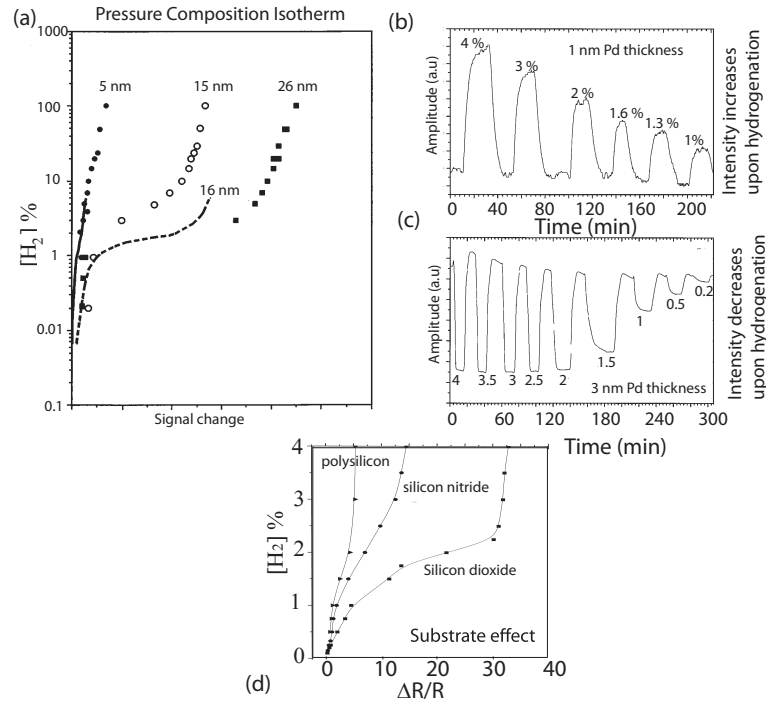 (a)
Pressure Composition Isotherm
1000
100
10
1
0.01
0.1
[H2] %
5 nm
15 nm
26 nm
16 nm
Signal change
(b)
Amplitude (a.u)
4 %
3 %
2 %
1.6 %
1.3 %
1%
1 nm Pd thickness
0 40 80 120 160 200
Time (min)
Intensity increases
upon hydrogenation
(c)
Amplitude (a.u)
4
3.5
3
2.5
2
1.5
1
0.5
0.2
3 nm Pd thickness
0 60 120 180 240 300
Time (min)
Intensity decreases
upon hydrogenation
(d)
[H2] %
4
3
2
1
0
polysilicon
silicon nitride
Silicon dioxide
Substrate effect
0 10 20 30 40
ΔR/R